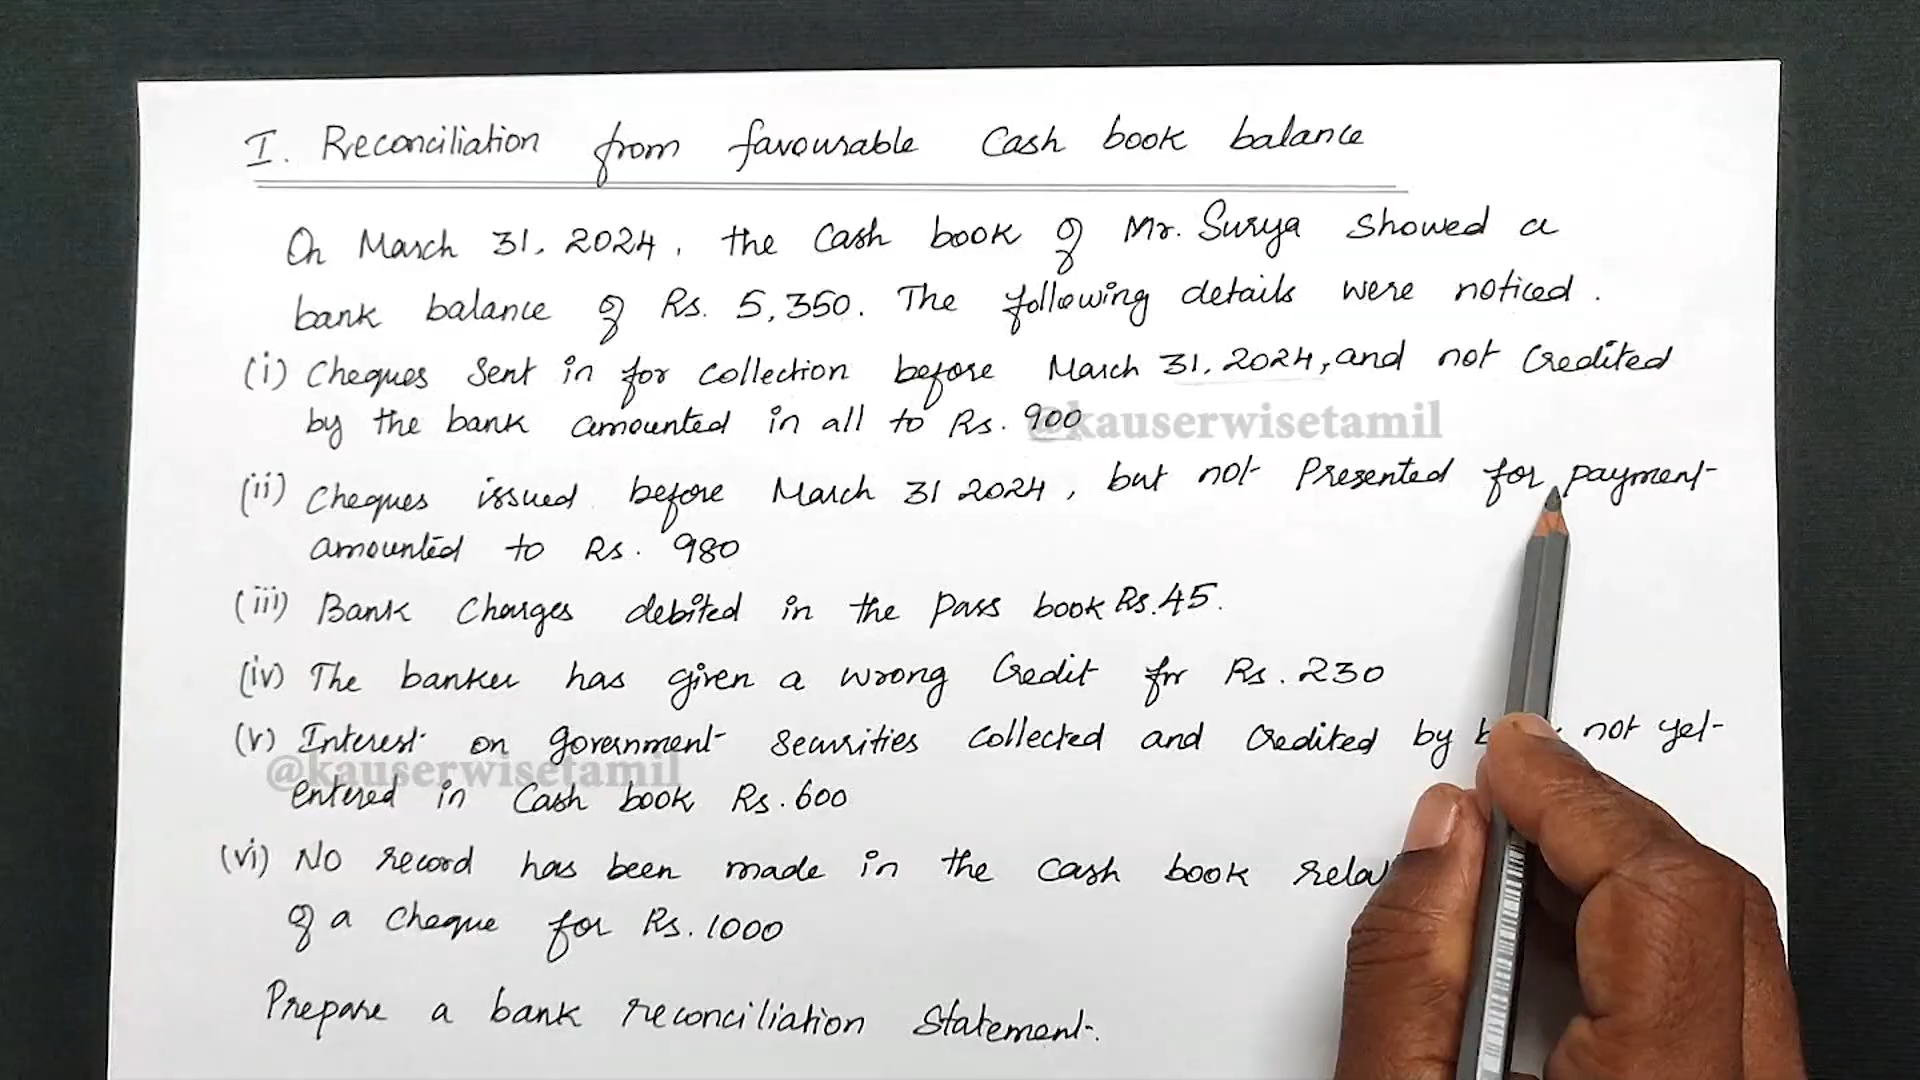 I. Reconciliation from favourable Cash book balance
On March 31, 2024, the Cash book of Mr. Surya showed a
bank balance of Rs. 5,350. The following details were noticed.
(i) Cheques Sent in for collection before March 31, 2024, and not Credited
by the bank amounted in all to Rs. 900
@kauserwisetamil
(ii) Cheques issued before March 31 2024, but not Presented for payment
amounted to Rs. 980
(iii) Bank Charges debited in the pass book Rs.45.
(iv) The banker has given a wrong Credit for Rs. 230
(v) Interest on government securities collected and credited by not yet
@kauserwisetamil
entered in Cash book Rs. 600
(vi) No record has been made in the cash book
of a cheque for Rs. 1000
Prepare a bank reconciliation statement.